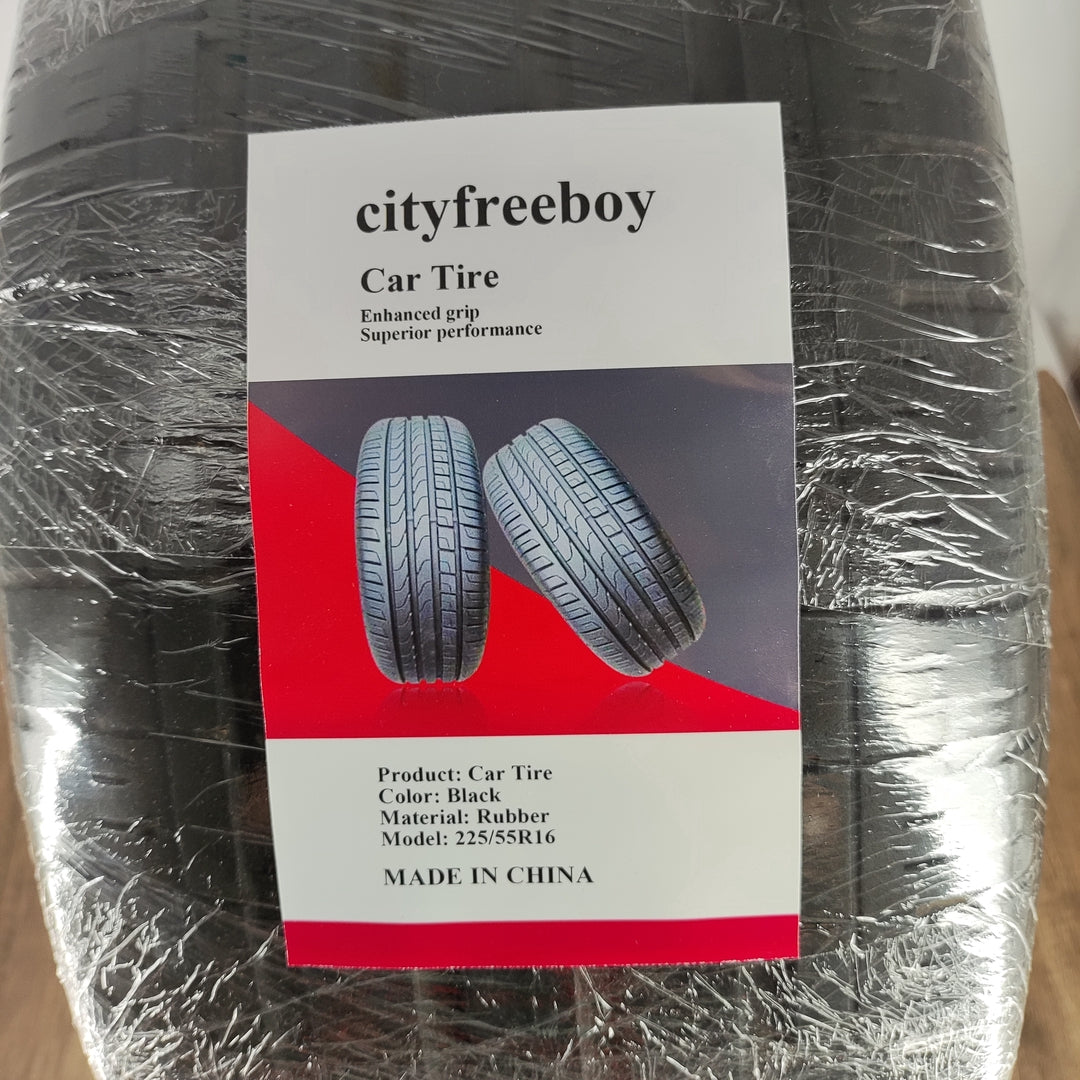 cityfreeboy
Car Tire
Enhanced grip
Superior performance
Product: Car Tire
Color: Black
Material: Rubber
Model: 225/55R16
MADE IN CHINA